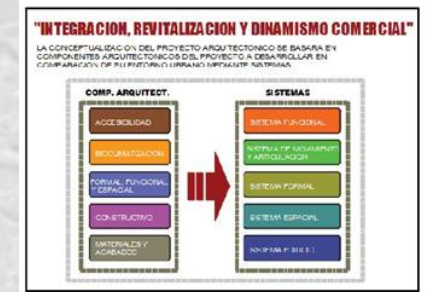 "INTEGRACION, REVITALIZACION Y DINAMISMO COMERCIAL"
LA CONCEPTUALIZACION DEL PROYECTO ARQUITECTONICO SE BASARA EN
COMPONENTES ARQUITECTONICOS DEL PROYECTO A DESARROLLAR EN
COMPARACION DE SU ENTORNO URBANO MEDIANTE SISTEMAS
COMP. ARQUITECT.
ACCESIBILIDAD
BIOCLIMATIZACION
FORMAL, FUNCIONAL
Y ESPACIAL
CONSTRUCTIVO
MATERIALES Y
ACABADOS
SISTEMAS
SISTEMA FUNCIONAL
SISTEMA DE MOVIMIENTO
Y ARTICULACION
SISTEMA FORMAL
SISTEMA ESPACIAL
SISTEMA